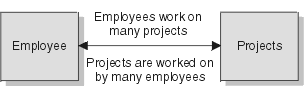 Employees work on
many projects
Employee
Projects
Projects are worked on
by many employees